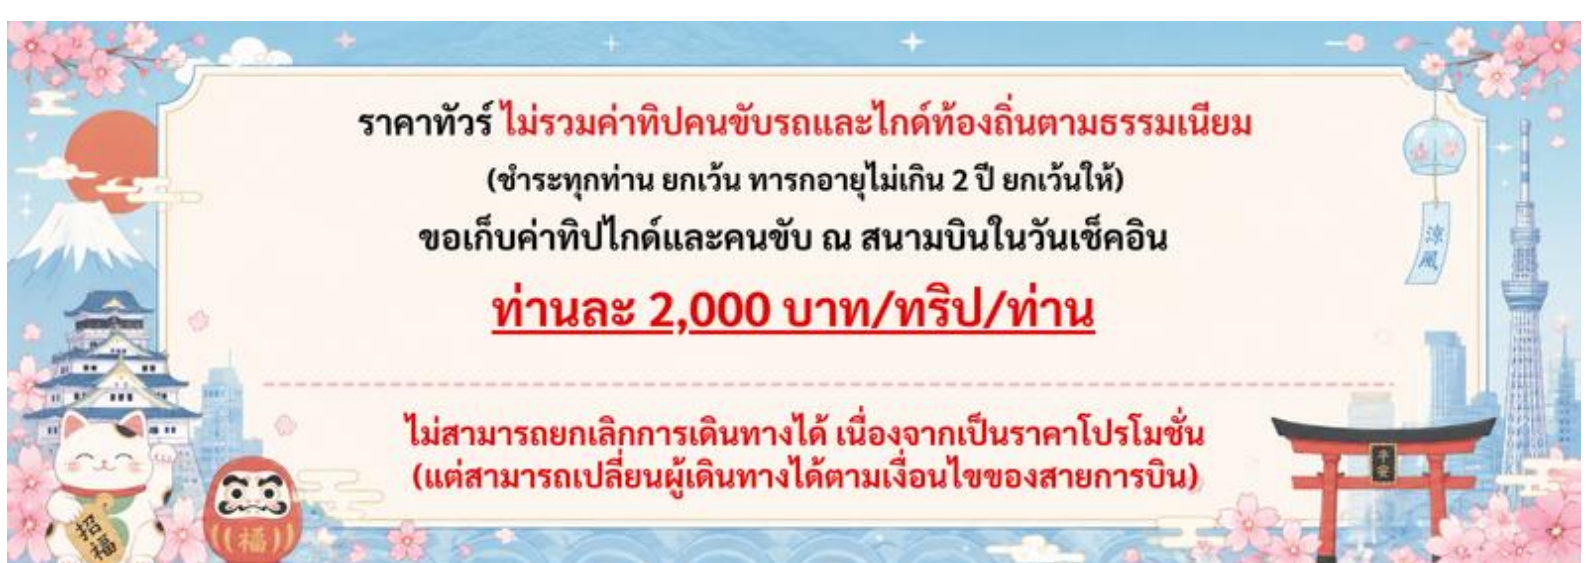 ราคาทัวร์ ไม่รวมค่าทิปคนขับรถและไกด์ท้องถิ่นตามธรรมเนียม
(ชำระทุกท่าน ยกเว้น ทารกอายุไม่เกิน 2 ปี ยกเว้นให้)
ขอเก็บค่าทิปไกด์และคนขับ ณ สนามบินในวันเช็คอิน
ท่านละ 2,000 บาท/ทริป/ท่าน
ไม่สามารถยกเลิกการเดินทางได้ เนื่องจากเป็นราคาโปรโมชั่น
(แต่สามารถเปลี่ยนผู้เดินทางได้ตามเงื่อนไขของสายการบิน)
涼風
平安
招福
福